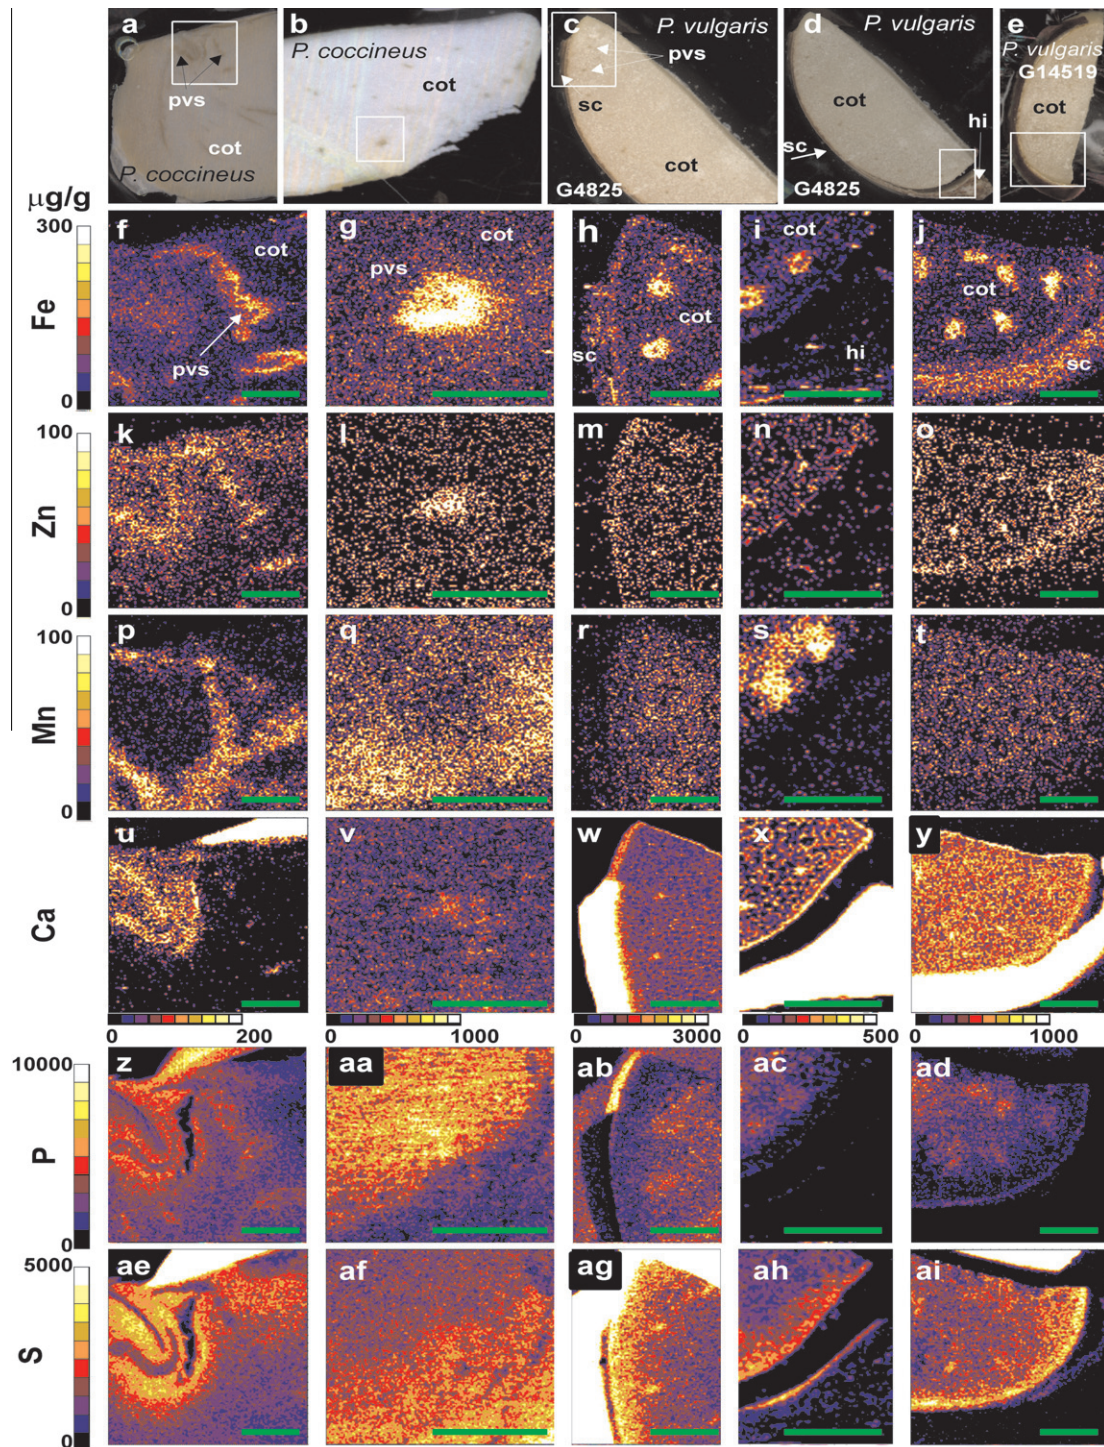 a b c P. vulgaris d P. vulgaris e
P. coccineus pvs P. vulgaris
pvs cot cot G14519
sc cot hi
cot cot sc
P. coccineus G4825 G4825
µg/g
300 f cot g cot h i cot j
pvs cot
Fe cot
pvs sc hi sc
0
100 k l m n o
Zn
0
100 p q r s t
Mn
0
u v w x y
Ca
0 200 0 1000 0 3000 0 500 0 1000
10000 z aa ab ac ad
P
0
5000 ae af ag ah ai
S
0